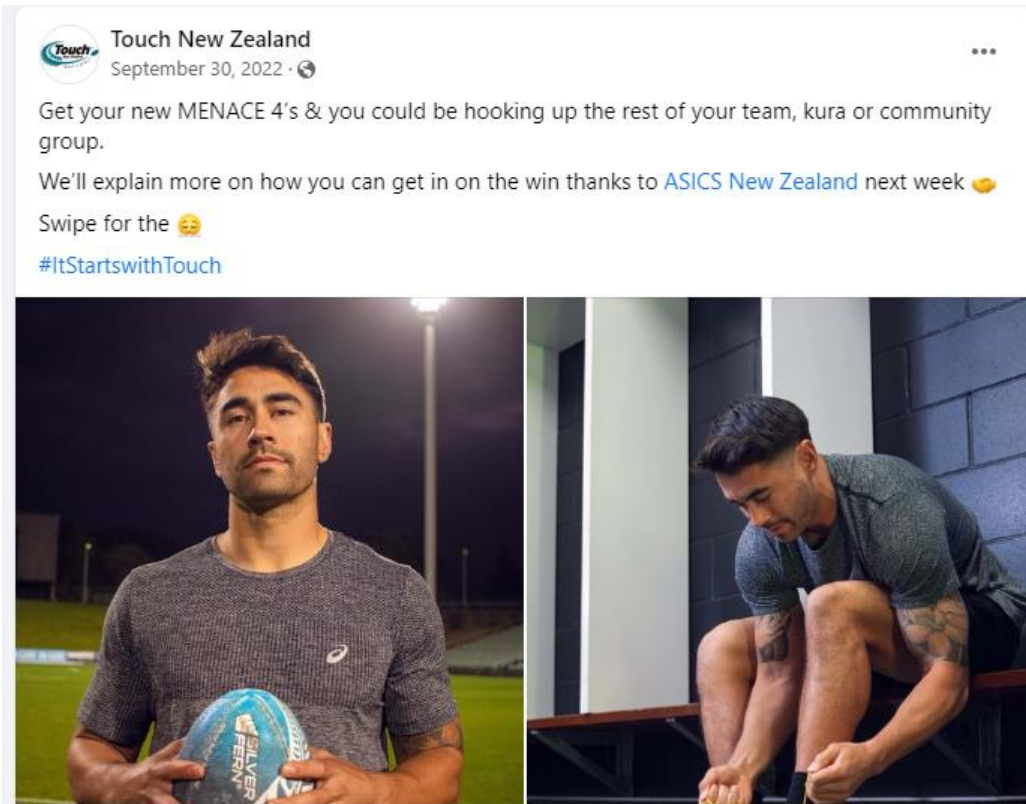 Touch New Zealand
September 30, 2022 ·
Get your new MENACE 4's & you could be hooking up the rest of your team, kura or community
group.
We'll explain more on how you can get in on the win thanks to ASICS New Zealand next week 🤝
Swipe for the 😮‍💨
#ItStartswithTouch
Touch
SILVER
FERN